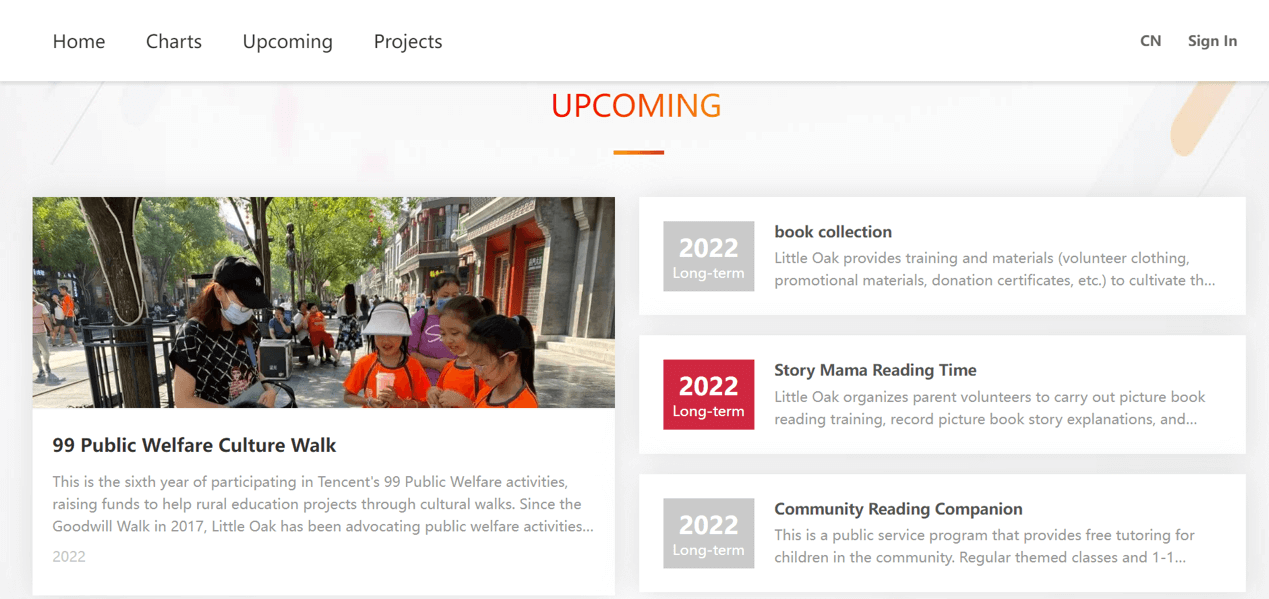 Home Charts Upcoming Projects CN Sign In
UPCOMING
99 Public Welfare Culture Walk
This is the sixth year of participating in Tencent's 99 Public Welfare activities,
raising funds to help rural education projects through cultural walks. Since the
Goodwill Walk in 2017, Little Oak has been advocating public welfare activities...
2022
2022
Long-term
book collection
Little Oak provides training and materials (volunteer clothing,
promotional materials, donation certificates, etc.) to cultivate th...
2022
Long-term
Story Mama Reading Time
Little Oak organizes parent volunteers to carry out picture book
reading training, record picture book story explanations, and...
2022
Long-term
Community Reading Companion
This is a public service program that provides free tutoring for
children in the community. Regular themed classes and 1-1...